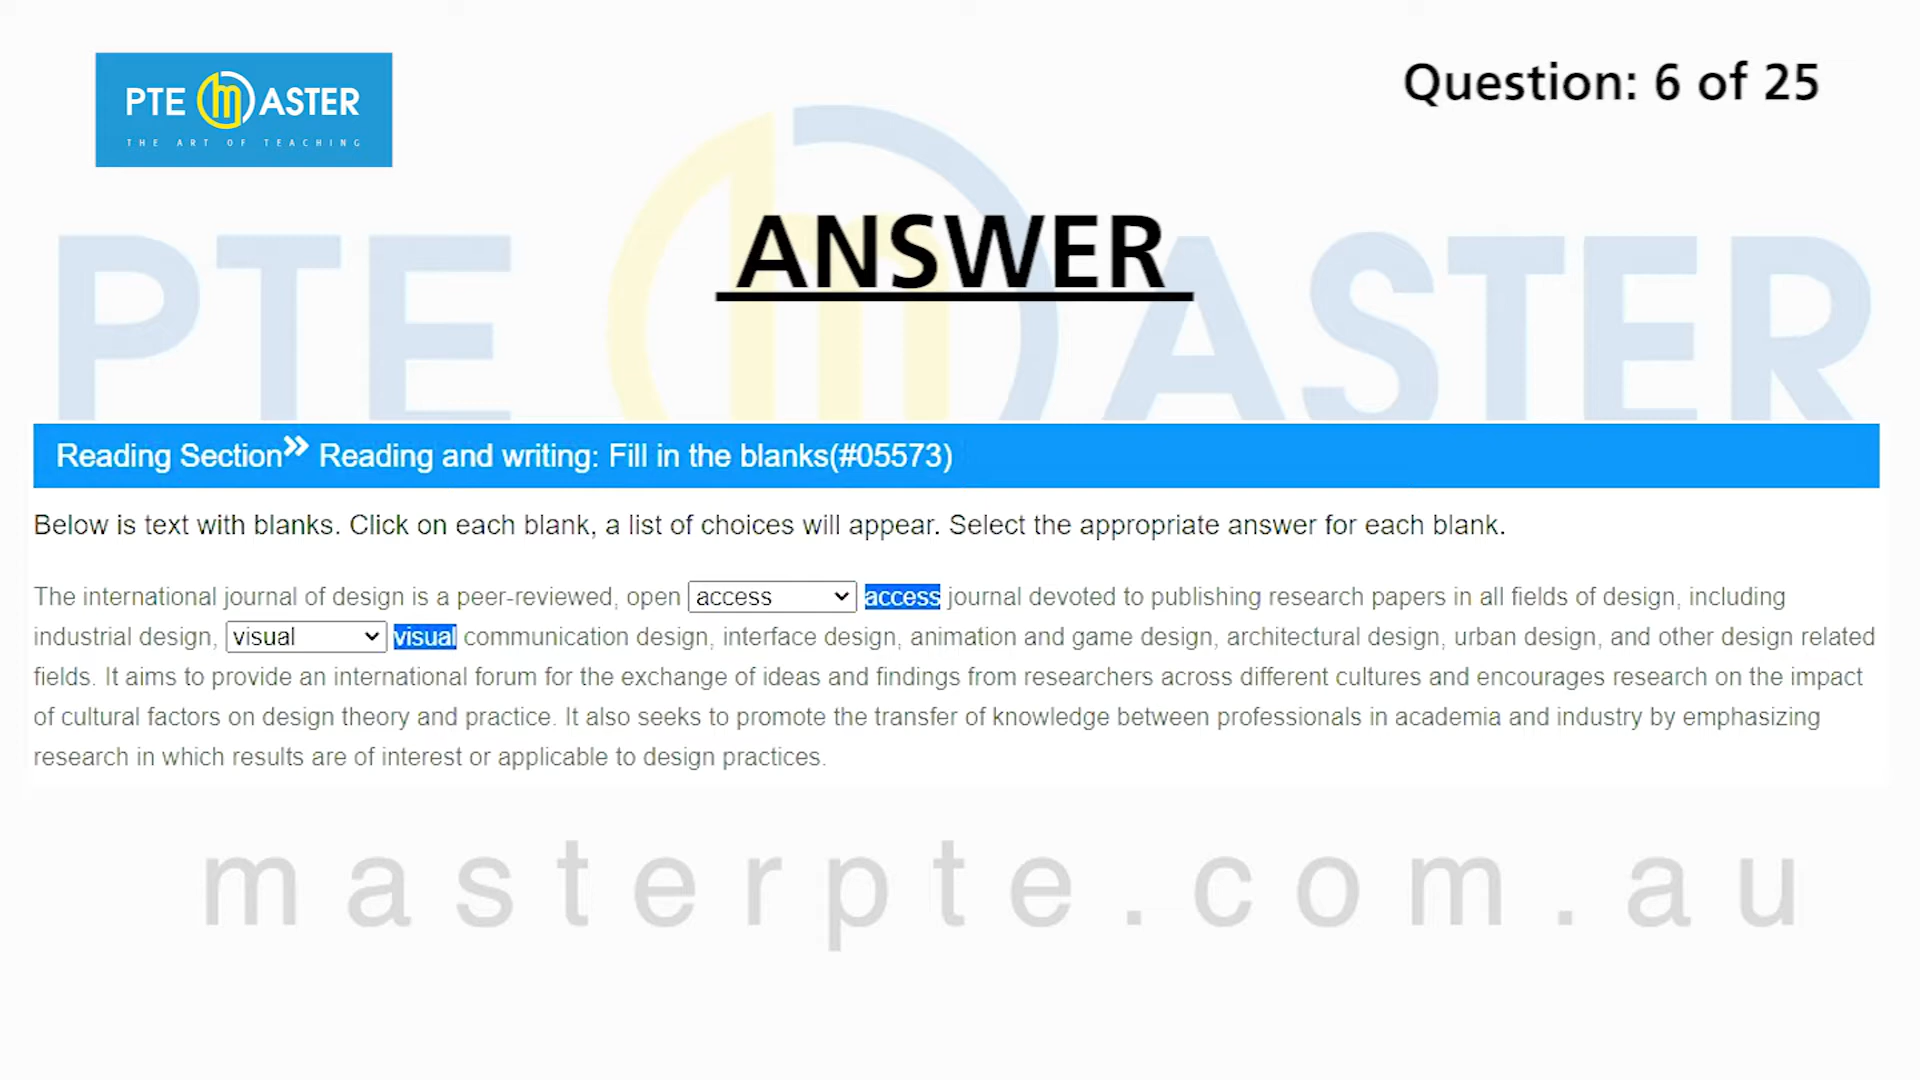 PTE MASTER
THE ART OF TEACHING
Question: 6 of 25
PTE MASTER
ANSWER
Reading Section» Reading and writing: Fill in the blanks(#05573)
Below is text with blanks. Click on each blank, a list of choices will appear. Select the appropriate answer for each blank.
The international journal of design is a peer-reviewed, open access access journal devoted to publishing research papers in all fields of design, including
industrial design, visual visual communication design, interface design, animation and game design, architectural design, urban design, and other design related
fields. It aims to provide an international forum for the exchange of ideas and findings from researchers across different cultures and encourages research on the impact
of cultural factors on design theory and practice. It also seeks to promote the transfer of knowledge between professionals in academia and industry by emphasizing
research in which results are of interest or applicable to design practices.
masterpte.com.au